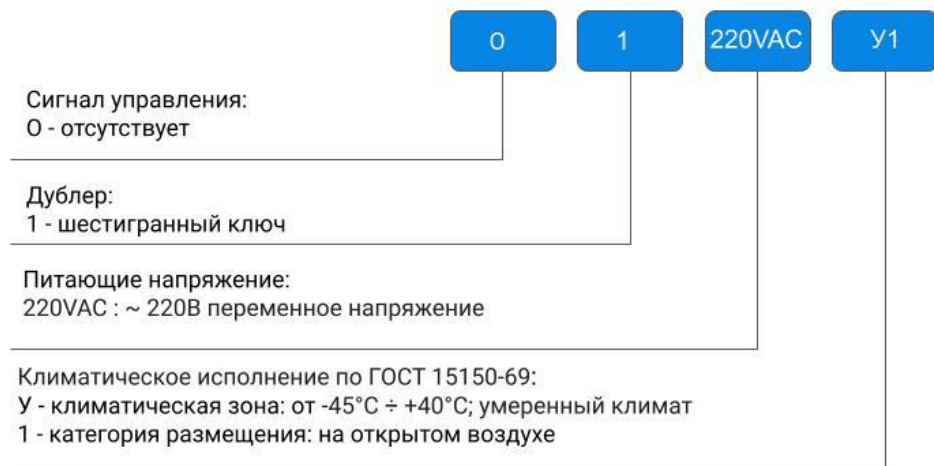 0 1 220VAC У1
Сигнал управления:
О - отсутствует
Дублер:
1 - шестигранный ключ
Питающие напряжение:
220VAC : ~ 220В переменное напряжение
Климатическое исполнение по ГОСТ 15150-69:
У - климатическая зона: от -45°C ÷ +40°C; умеренный климат
1 - категория размещения: на открытом воздухе